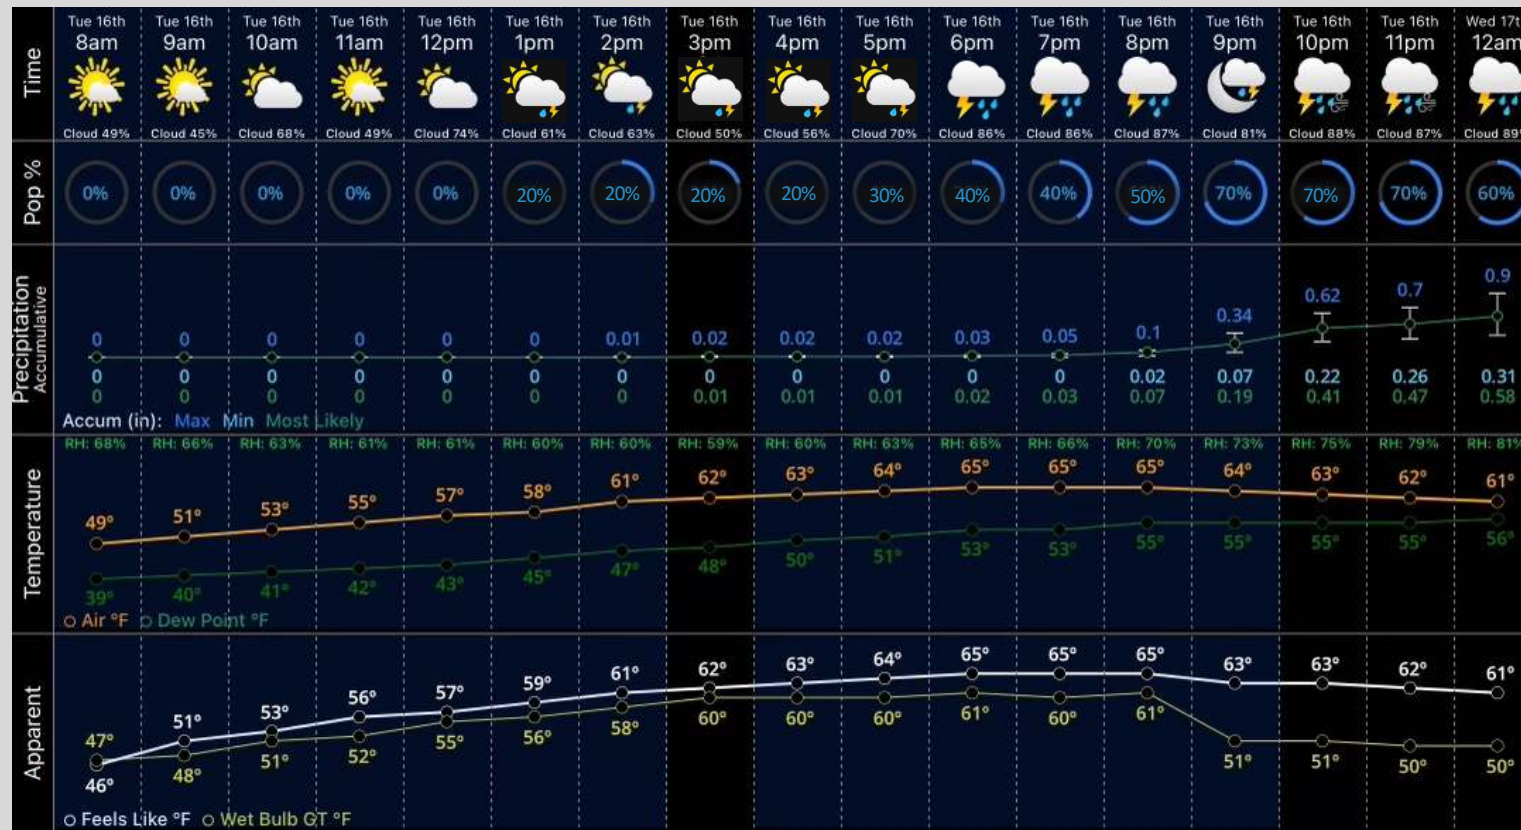 Time
Tue 16th Tue 16th Tue 16th Tue 16th Tue 16th Tue 16th Tue 16th Tue 16th Tue 16th Tue 16th Tue 16th Tue 16th Tue 16th Tue 16th Tue 16th Tue 16th Wed 17t
8am 9am 10am 11am 12pm 1pm 2pm 3pm 4pm 5pm 6pm 7pm 8pm 9pm 10pm 11pm 12am
Cloud 49% Cloud 45% Cloud 68% Cloud 49% Cloud 74% Cloud 61% Cloud 63% Cloud 50% Cloud 56% Cloud 70% Cloud 86% Cloud 86% Cloud 87% Cloud 81% Cloud 88% Cloud 87% Cloud 89%
Pop %
0% 0% 0% 0% 0% 20% 20% 20% 20% 30% 40% 40% 50% 70% 70% 70% 60%
Precipitation
Accumulative
0 0 0 0 0 0 0.01 0.02 0.02 0.02 0.03 0.05 0.1 0.34 0.62 0.7 0.9
0 0 0 0 0 0 0 0 0 0 0 0 0.02 0.07 0.22 0.26 0.31
0 0 0 0 0 0 0 0.01 0.01 0.01 0.02 0.03 0.07 0.19 0.41 0.47 0.58
Accum (in): Max Min Most Likely
Temperature
RH: 68% RH: 66% RH: 63% RH: 61% RH: 61% RH: 60% RH: 60% RH: 59% RH: 60% RH: 63% RH: 65% RH: 66% RH: 70% RH: 73% RH: 75% RH: 79% RH: 81%
49° 51° 53° 55° 57° 58° 61° 62° 63° 64° 65° 65° 65° 64° 63° 62° 61°
39° 40° 41° 42° 43° 45° 47° 48° 50° 51° 53° 53° 55° 55° 55° 55° 56°
Air °F Dew Point °F
Apparent
46° 51° 53° 56° 57° 59° 61° 62° 63° 64° 65° 65° 65° 63° 63° 62° 61°
47° 48° 51° 52° 55° 56° 58° 60° 60° 60° 61° 60° 61° 51° 51° 50° 50°
Feels Like °F Wet Bulb GT °F